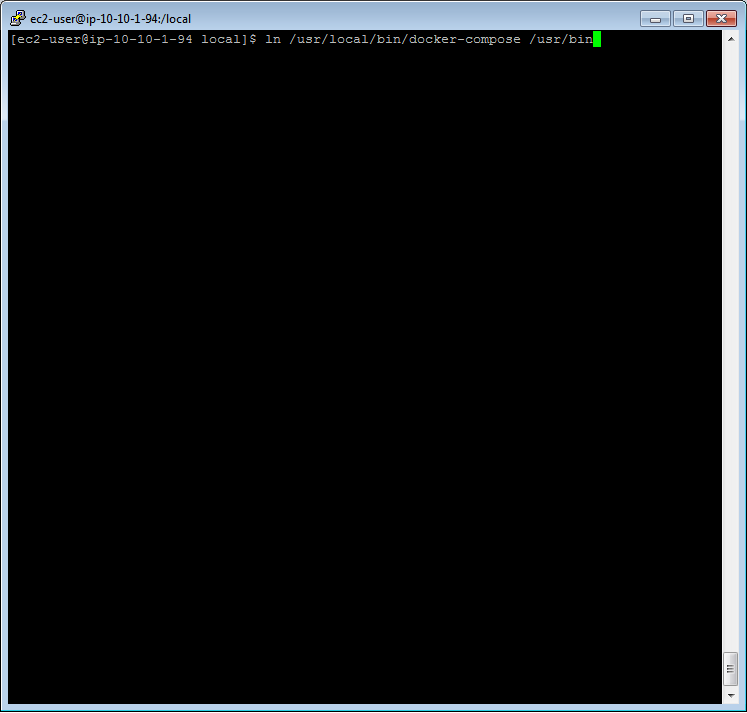 ec2-user@ip-10-10-1-94:/local
[ec2-user@ip-10-10-1-94 local]$ ln /usr/local/bin/docker-compose /usr/bin